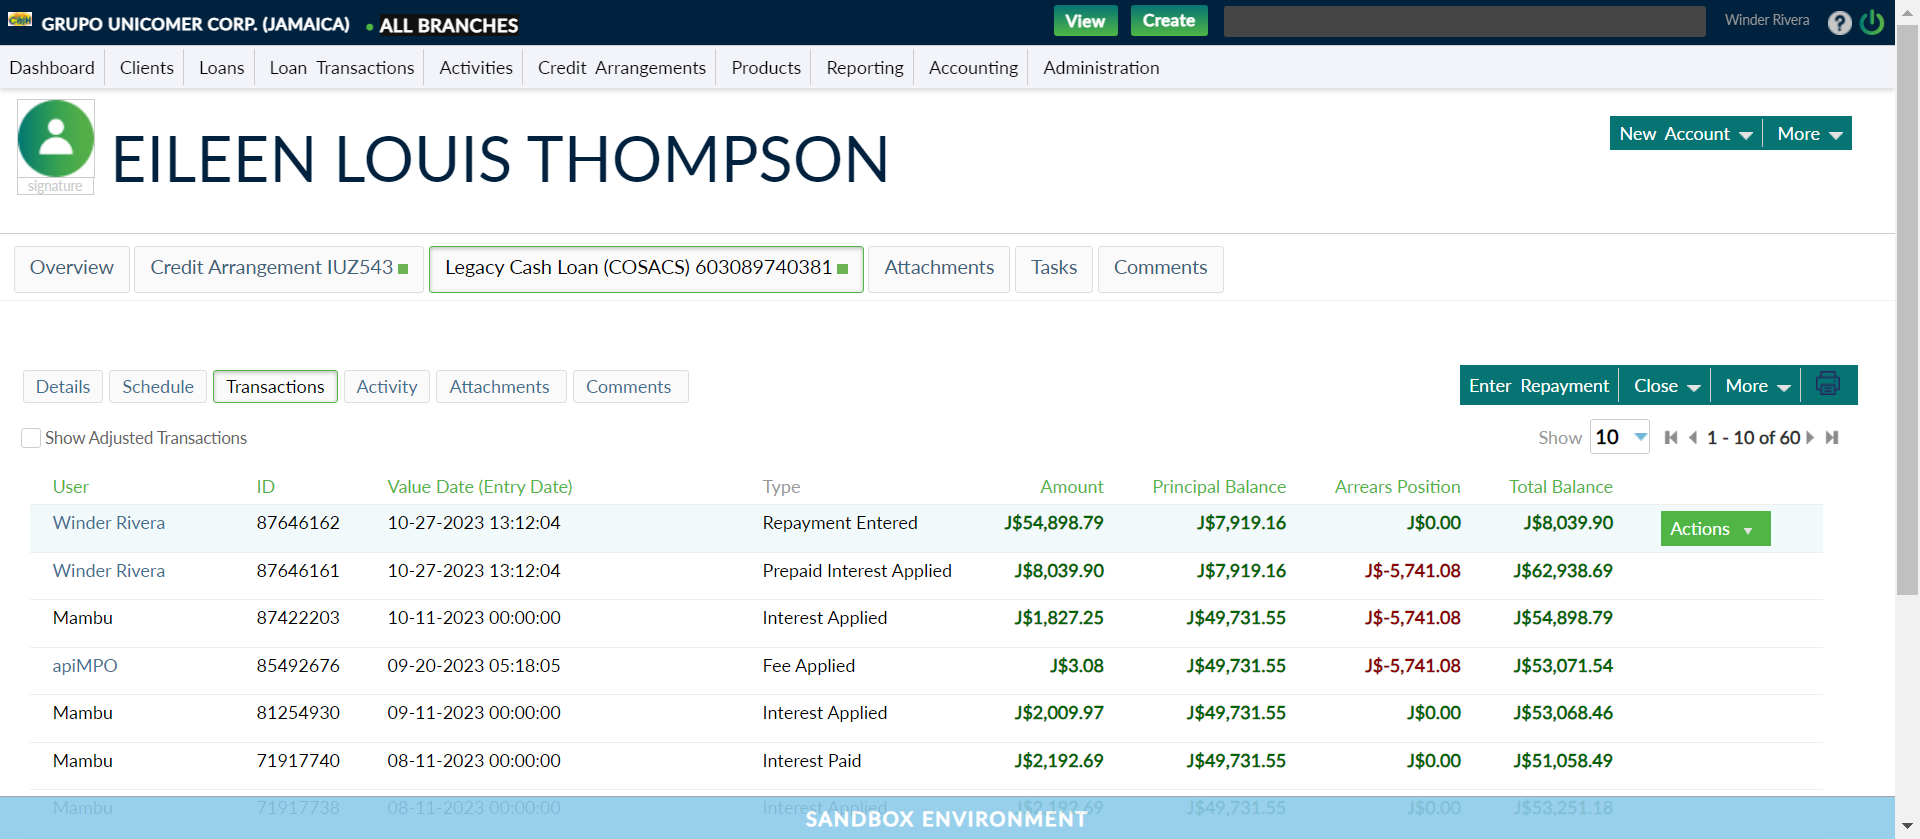 GRUPO UNICOMER CORP. (JAMAICA) • ALL BRANCHES View Create Winder Rivera ?
Dashboard Clients Loans Loan Transactions Activities Credit Arrangements Products Reporting Accounting Administration
EILEEN LOUIS THOMPSON
signature
New Account More
Overview Credit Arrangement IUZ543 Legacy Cash Loan (COSACS) 603089740381 Attachments Tasks Comments
Details Schedule Transactions Activity Attachments Comments Enter Repayment Close More
Show Adjusted Transactions Show 10 1 - 10 of 60
User ID Value Date (Entry Date) Type Amount Principal Balance Arrears Position Total Balance
Winder Rivera 87646162 10-27-2023 13:12:04 Repayment Entered J$54,898.79 J$7,919.16 J$0.00 J$8,039.90 Actions
Winder Rivera 87646161 10-27-2023 13:12:04 Prepaid Interest Applied J$8,039.90 J$7,919.16 J$-5,741.08 J$62,938.69
Mambu 87422203 10-11-2023 00:00:00 Interest Applied J$1,827.25 J$49,731.55 J$-5,741.08 J$54,898.79
apiMPO 85492676 09-20-2023 05:18:05 Fee Applied J$3.08 J$49,731.55 J$-5,741.08 J$53,071.54
Mambu 81254930 09-11-2023 00:00:00 Interest Applied J$2,009.97 J$49,731.55 J$0.00 J$53,068.46
Mambu 71917740 08-11-2023 00:00:00 Interest Paid J$2,192.69 J$49,731.55 J$0.00 J$51,058.49
Mambu 71917738 08-11-2023 00:00:00 Interest Applied J$2,192.69 J$49,731.55 J$0.00 J$53,251.18
SANDBOX ENVIRONMENT